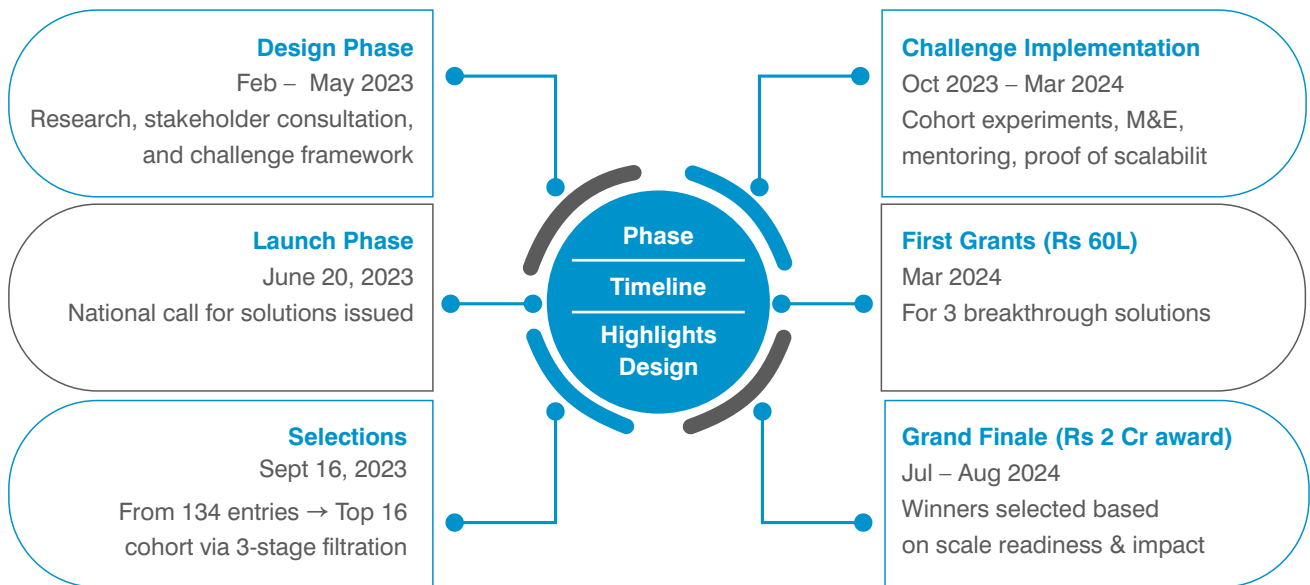 Design Phase
Feb –  May 2023
Research, stakeholder consultation,
and challenge framework
Launch Phase
June 20, 2023
National call for solutions issued
Selections
Sept 16, 2023
From 134 entries → Top 16
cohort via 3-stage filtration
Phase
Timeline
Highlights
Design
Challenge Implementation
Oct 2023 – Mar 2024
Cohort experiments, M&E,
mentoring, proof of scalabilit
First Grants (Rs 60L)
Mar 2024
For 3 breakthrough solutions
Grand Finale (Rs 2 Cr award)
Jul – Aug 2024
Winners selected based
on scale readiness & impact